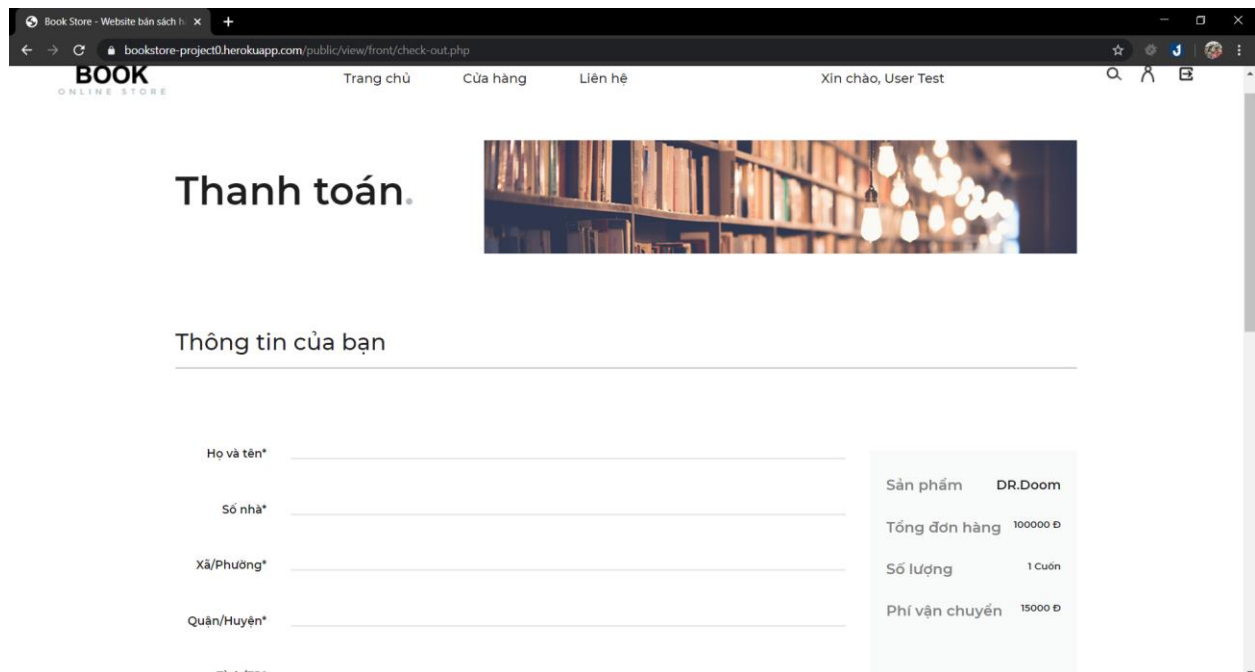 Book Store - Website bán sách h
bookstore-project0.herokuapp.com/public/view/front/check-out.php
BOOK
ONLINE STORE
Trang chủ Cửa hàng Liên hệ Xin chào, User Test
Thanh toán.
Thông tin của bạn
Họ và tên*
Số nhà*
Xã/Phường*
Quận/Huyện*
Sản phẩm DR.Doom
Tổng đơn hàng 100000 Đ
Số lượng 1 Cuốn
Phí vận chuyển 15000 Đ